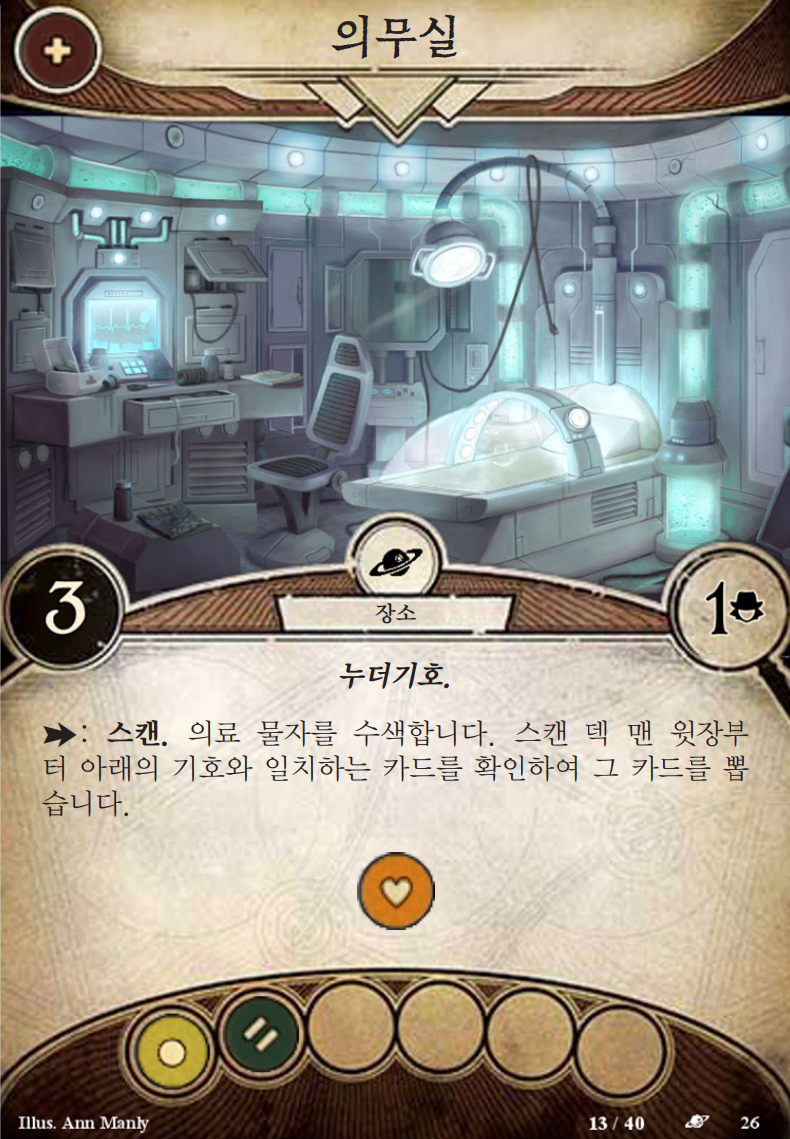 의무실
3
1
장소
누더기호.
: 스캔. 의료 물자를 수색합니다. 스캔 덱 맨 윗장부
터 아래의 기호와 일치하는 카드를 확인하여 그 카드를 뽑
습니다.
Illus. Ann Manly
13 / 40
26